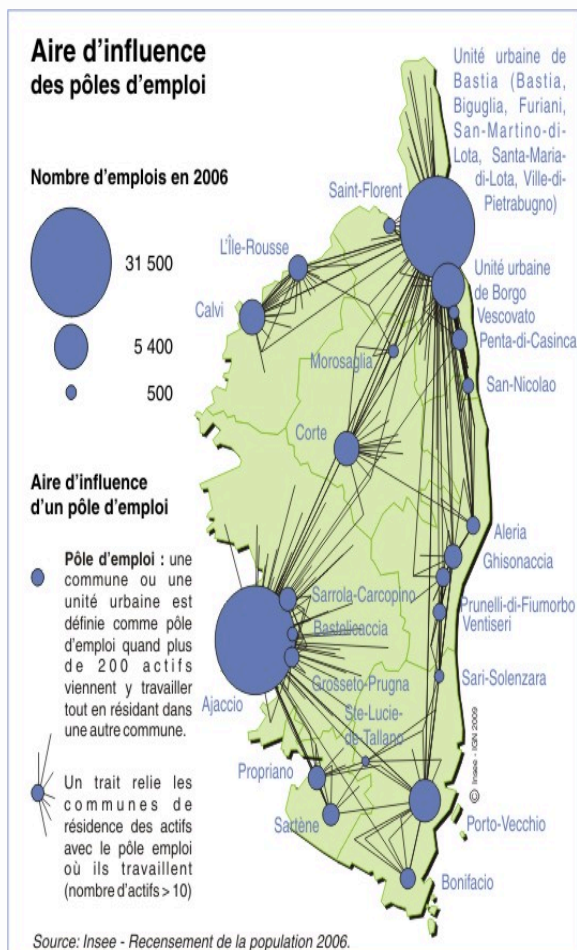 Aire d'influence
des pôles d'emploi
Unité urbaine de
Bastia (Bastia,
Biguglia, Furiani,
San-Martino-di-
Lota, Santa-Maria-
di-Lota, Ville-di-
Pietrabugno)
Nombre d'emplois en 2006
31 500
5 400
500
Saint-Florent
L'Île-Rousse
Calvi
Unité urbaine
de Borgo
Vescovato
Penta-di-Casinca
Morosaglia
San-Nicolao
Corte
Aire d'influence
d'un pôle d'emploi
Pôle d'emploi : une
commune ou une
unité urbaine est
définie comme pôle
d'emploi quand plus
de 200 actifs
viennent y travailler
tout en résidant dans
une autre commune.
Un trait relie les
communes de
résidence des actifs
avec le pôle emploi
où ils travaillent
(nombre d'actifs > 10)
Aleria
Ghisonaccia
Sarrola-Carcopino
Prunelli-di-Fiumorbo
Bastelicaccia
Ventiseri
Grosseto-Prugna
Sari-Solenzara
Ajaccio
Ste-Lucie-
de-Tallano
Propriano
Sartène
Porto-Vecchio
Bonifacio
© Insee - IGN 2009
Source: Insee - Recensement de la population 2006.